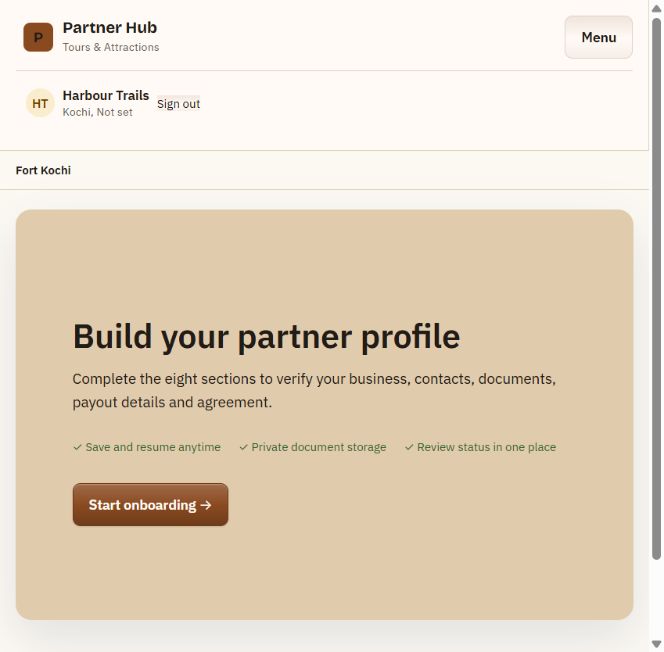 P
Partner Hub
Tours & Attractions
Menu
HT
Harbour Trails
Kochi, Not set
Sign out
Fort Kochi
Build your partner profile
Complete the eight sections to verify your business, contacts, documents,
payout details and agreement.
✓ Save and resume anytime ✓ Private document storage ✓ Review status in one place
Start onboarding →